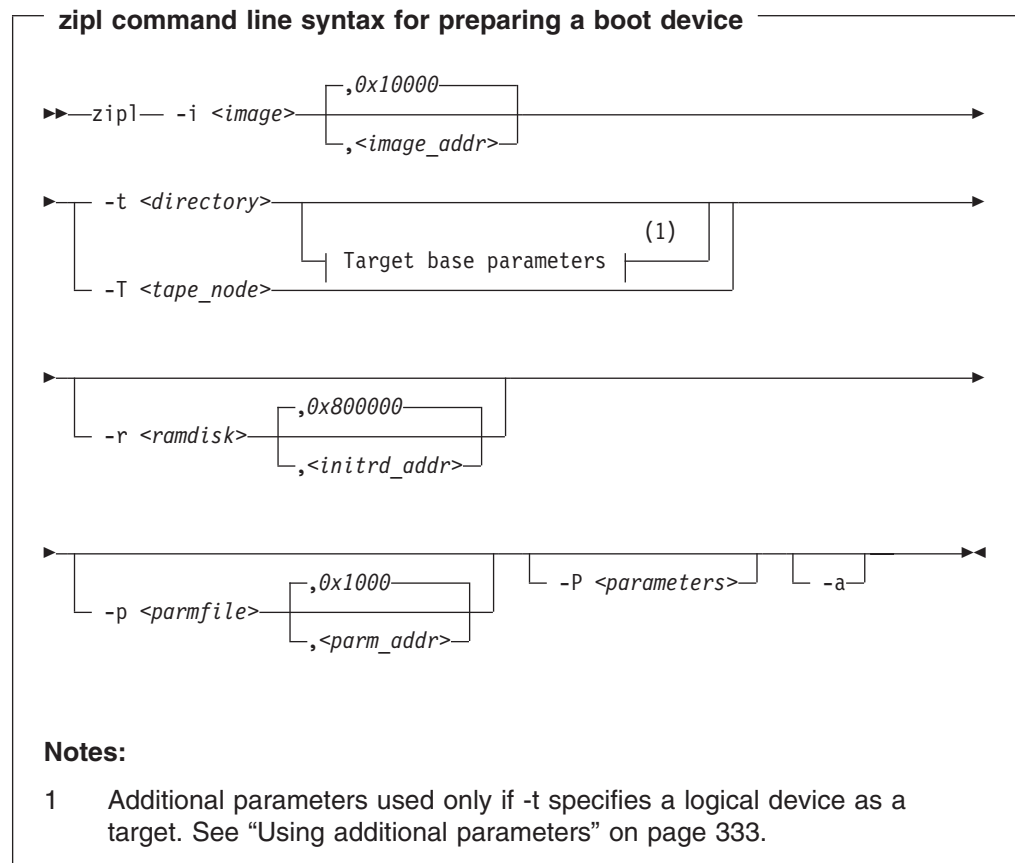 zipl command line syntax for preparing a boot device
,0x10000
zipl -i <image>
,<image_addr>
-t <directory>
(1)
Target base parameters
-T <tape_node>
,0x800000
-r <ramdisk>
,<initrd_addr>
,0x1000
-P <parameters> -a
-p <parmfile>
,<parm_addr>
Notes:
1 Additional parameters used only if -t specifies a logical device as a
target. See “Using additional parameters” on page 333.